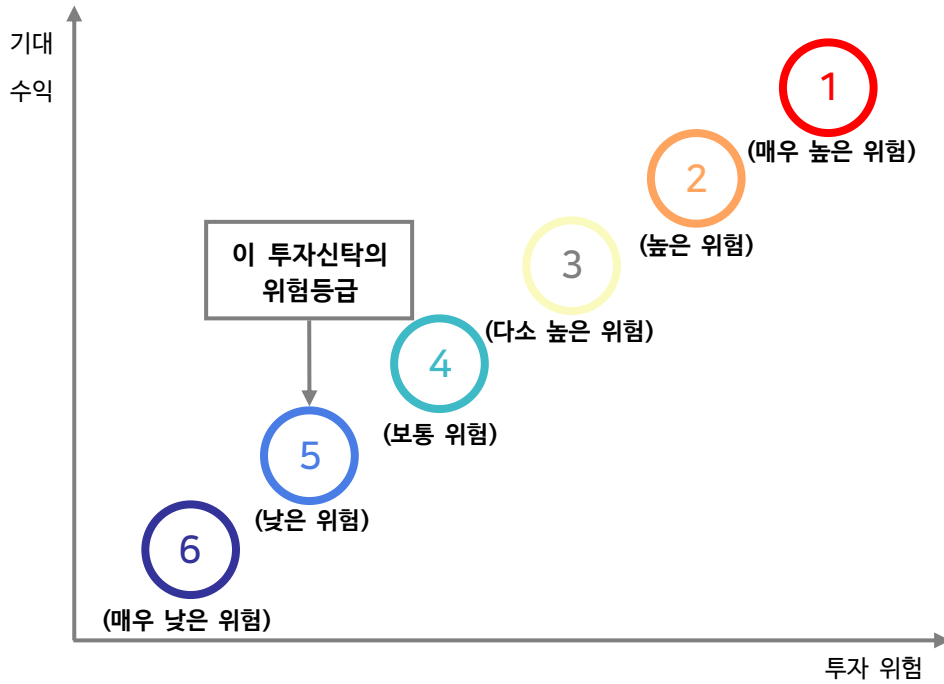 기대
수익
1
(매우 높은 위험)
2
(높은 위험)
이 투자신탁의
위험등급
3
(다소 높은 위험)
4
(보통 위험)
5
(낮은 위험)
6
(매우 낮은 위험)
투자 위험